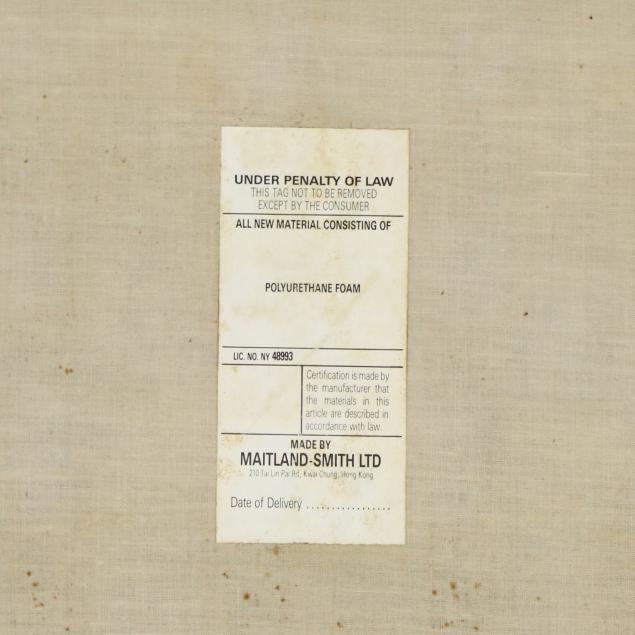 UNDER PENALTY OF LAW
THIS TAG NOT TO BE REMOVED
EXCEPT BY THE CONSUMER
ALL NEW MATERIAL CONSISTING OF
POLYURETHANE FOAM
LIC. NO. NY 48993
Certification is made by
the manufacturer that
the materials in this
article are described in
accordance with law.
MADE BY
MAITLAND-SMITH LTD
210 Tai Lin Pai Rd, Kwai Chung, Hong Kong
Date of Delivery .................